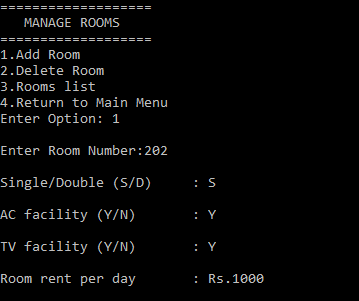 ===================
MANAGE ROOMS
===================
1.Add Room
2.Delete Room
3.Rooms list
4.Return to Main Menu
Enter Option: 1
Enter Room Number:202
Single/Double (S/D) : S
AC facility (Y/N) : Y
TV facility (Y/N) : Y
Room rent per day : Rs.1000